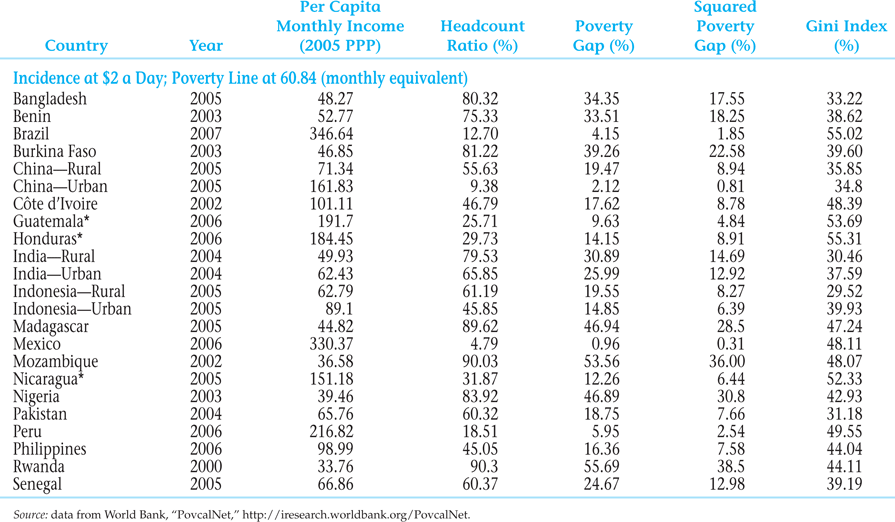 Country Year Per Capita Monthly Income (2005 PPP) Headcount Ratio (%) Poverty Gap (%) Squared Poverty Gap (%) Gini Index (%)
Incidence at $2 a Day; Poverty Line at 60.84 (monthly equivalent)
Bangladesh 2005 48.27 80.32 34.35 17.55 33.22
Benin 2003 52.77 75.33 33.51 18.25 38.62
Brazil 2007 346.64 12.70 4.15 1.85 55.02
Burkina Faso 2003 46.85 81.22 39.26 22.58 39.60
China—Rural 2005 71.34 55.63 19.47 8.94 35.85
China—Urban 2005 161.83 9.38 2.12 0.81 34.8
Côte d’Ivoire 2002 101.11 46.79 17.62 8.78 48.39
Guatemala* 2006 191.7 25.71 9.63 4.84 53.69
Honduras* 2006 184.45 29.73 14.15 8.91 55.31
India—Rural 2004 49.93 79.53 30.89 14.69 30.46
India—Urban 2004 62.43 65.85 25.99 12.92 37.59
Indonesia—Rural 2005 62.79 61.19 19.55 8.27 29.52
Indonesia—Urban 2005 89.1 45.85 14.85 6.39 39.93
Madagascar 2005 44.82 89.62 46.94 28.5 47.24
Mexico 2006 330.37 4.79 0.96 0.31 48.11
Mozambique 2002 36.58 90.03 53.56 36.00 48.07
Nicaragua* 2005 151.18 31.87 12.26 6.44 52.33
Nigeria 2003 39.46 83.92 46.89 30.8 42.93
Pakistan 2004 65.76 60.32 18.75 7.66 31.18
Peru 2006 216.82 18.51 5.95 2.54 49.55
Philippines 2006 98.99 45.05 16.36 7.58 44.04
Rwanda 2000 33.76 90.3 55.69 38.5 44.11
Senegal 2005 66.86 60.37 24.67 12.98 39.19
Source: data from World Bank, “PovcalNet,” http://iresearch.worldbank.org/PovcalNet.